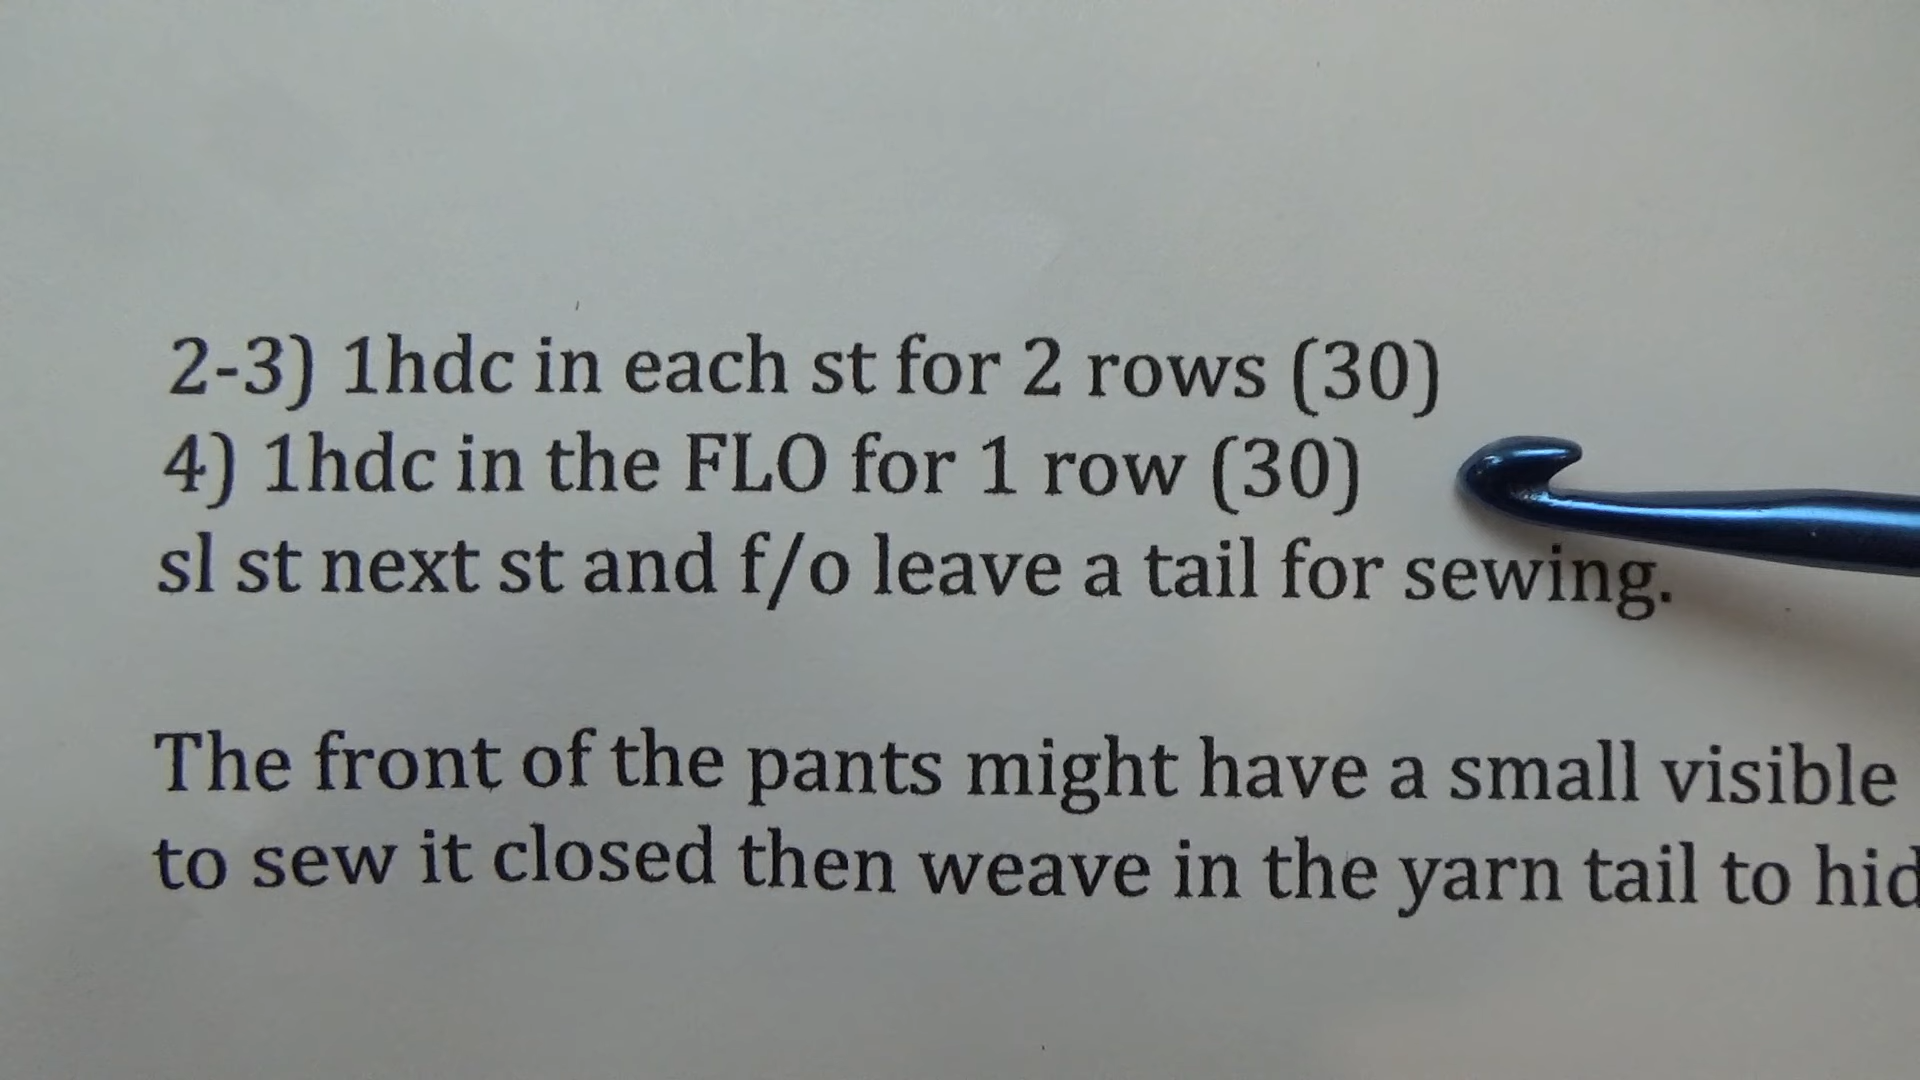 2-3) 1hdc in each st for 2 rows (30)
4) 1hdc in the FLO for 1 row (30)
sl st next st and f/o leave a tail for sewing.
The front of the pants might have a small visible
to sew it closed then weave in the yarn tail to